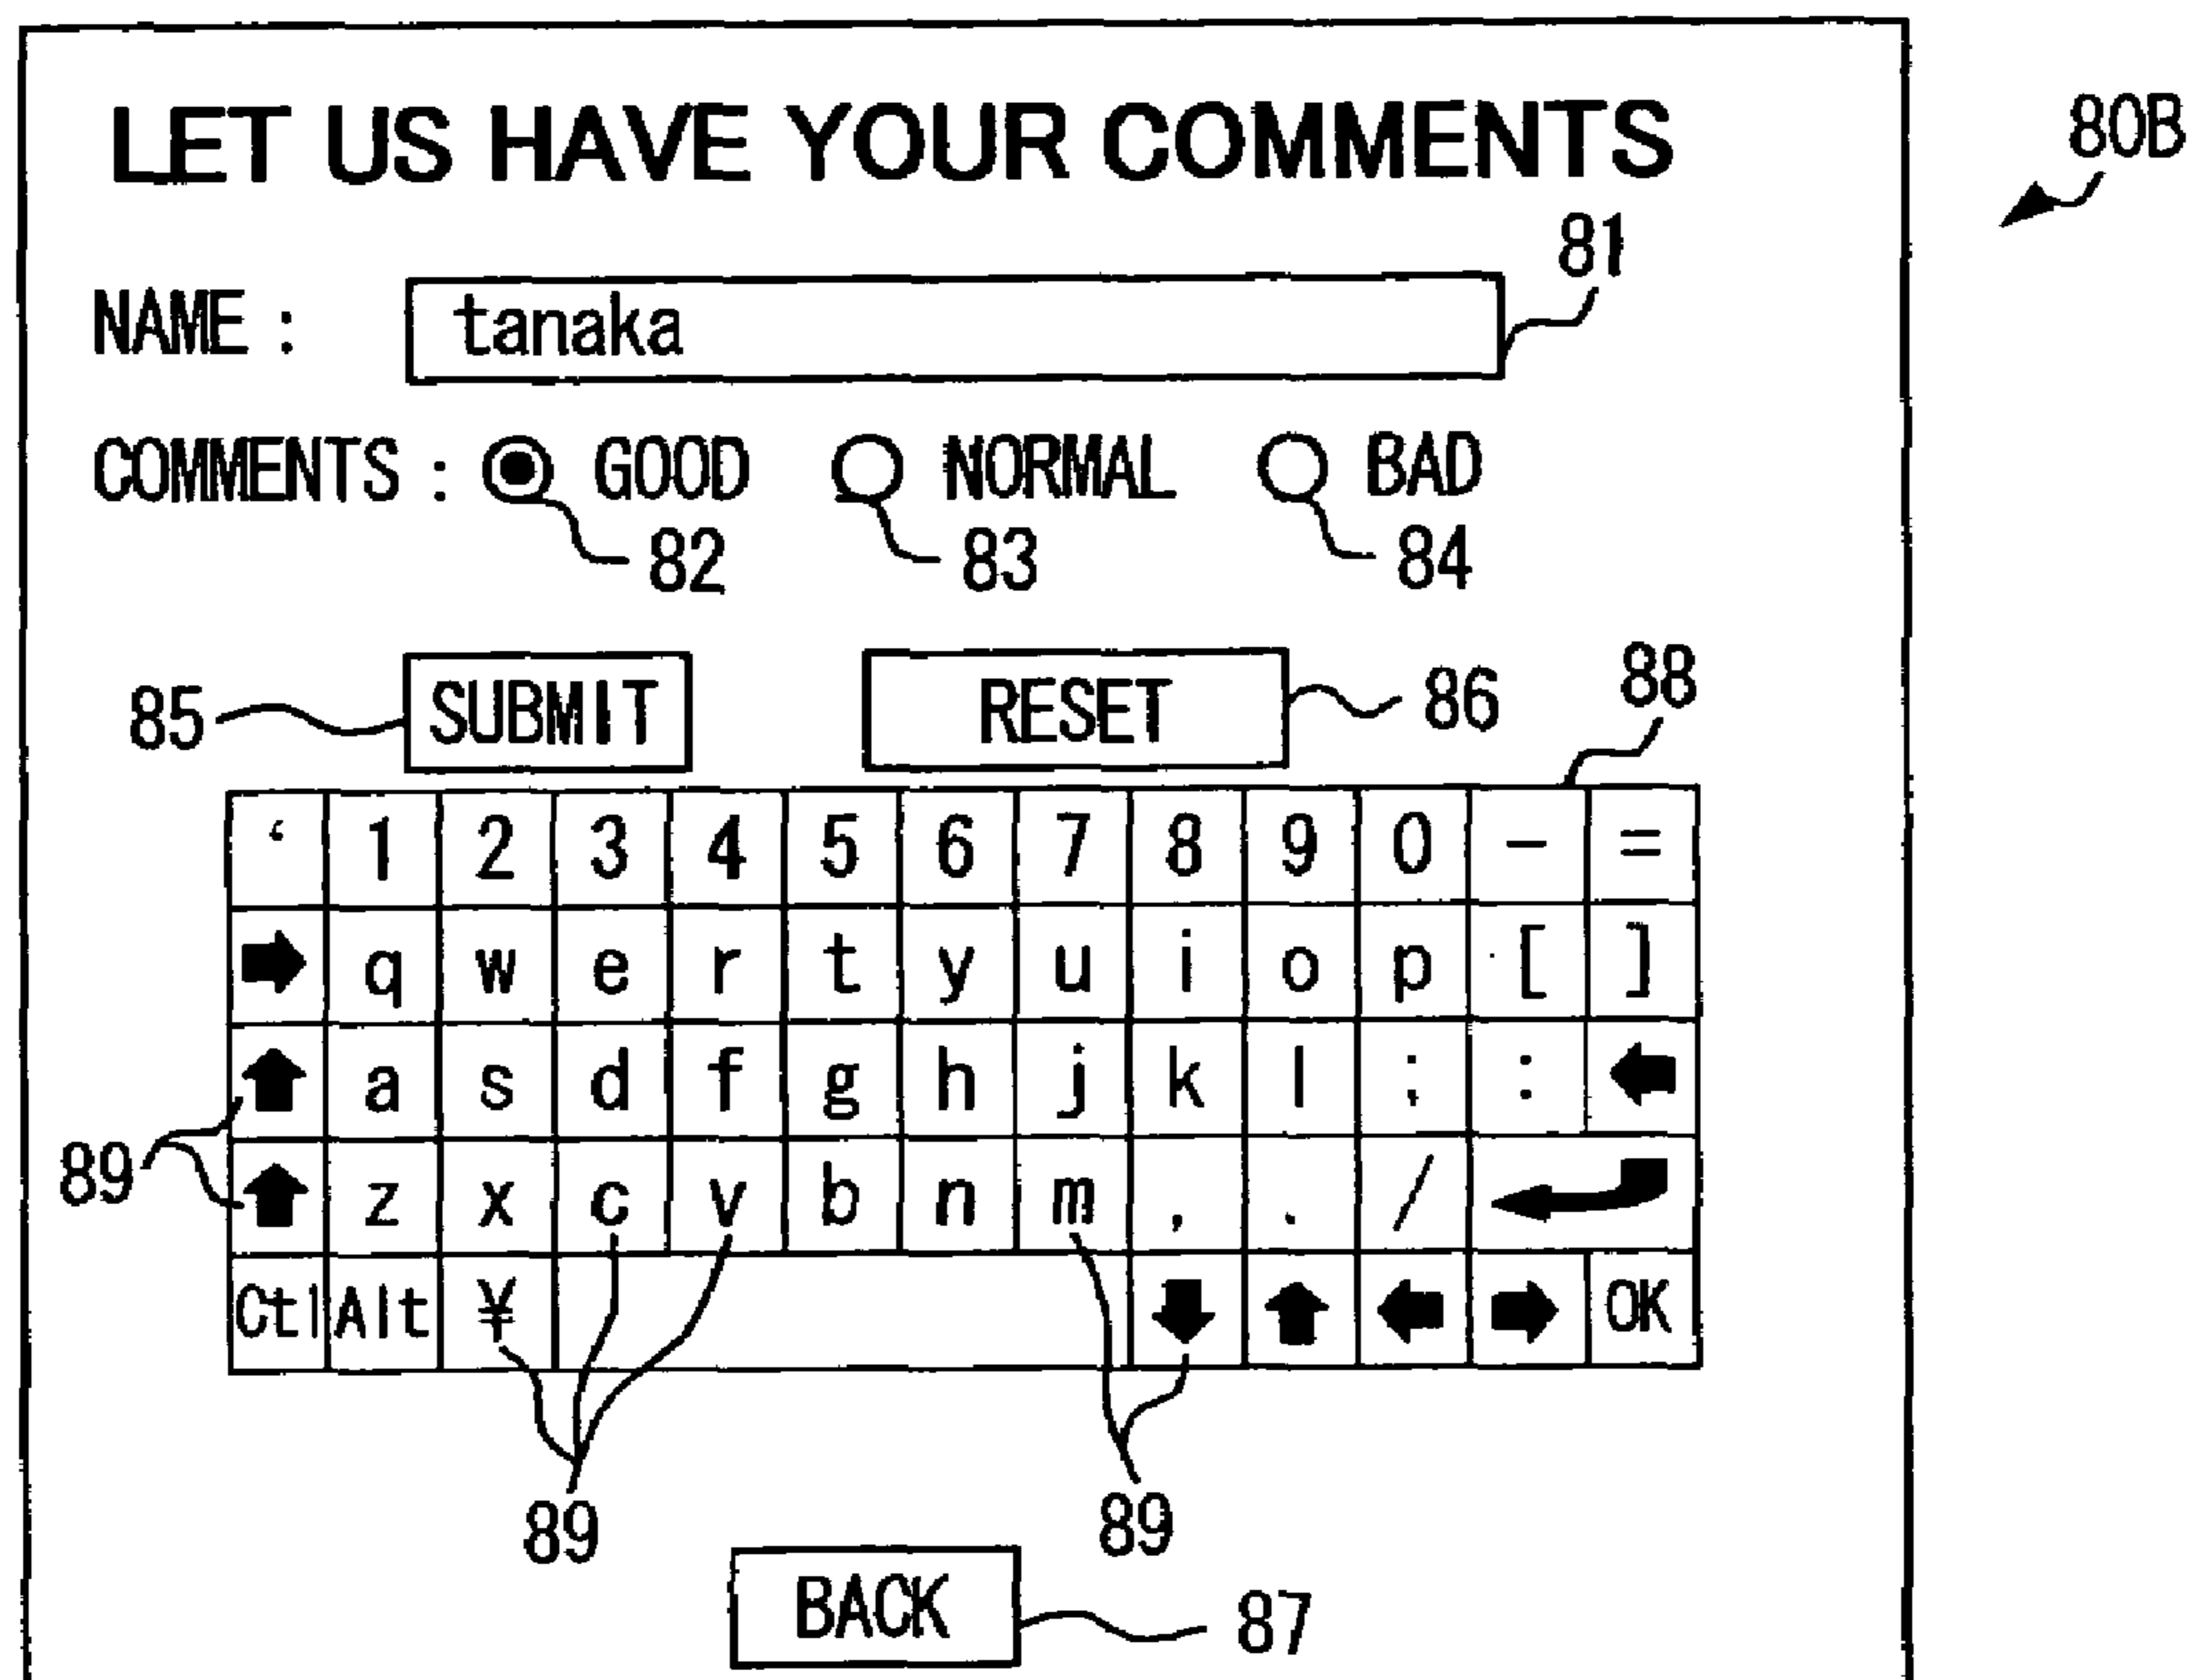 LET US HAVE YOUR COMMENTS
80B
81
NAME : tanaka
COMMENTS : GOOD NORMAL BAD
82 83 84
85 SUBMIT RESET 86 88
‘ 1 2 3 4 5 6 7 8 9 0 - =
q w e r t y u i o p [ ]
a s d f g h j k l ; :
89 z x c v b n m , . /
Ctl Alt ¥ OK
89 89
BACK 87